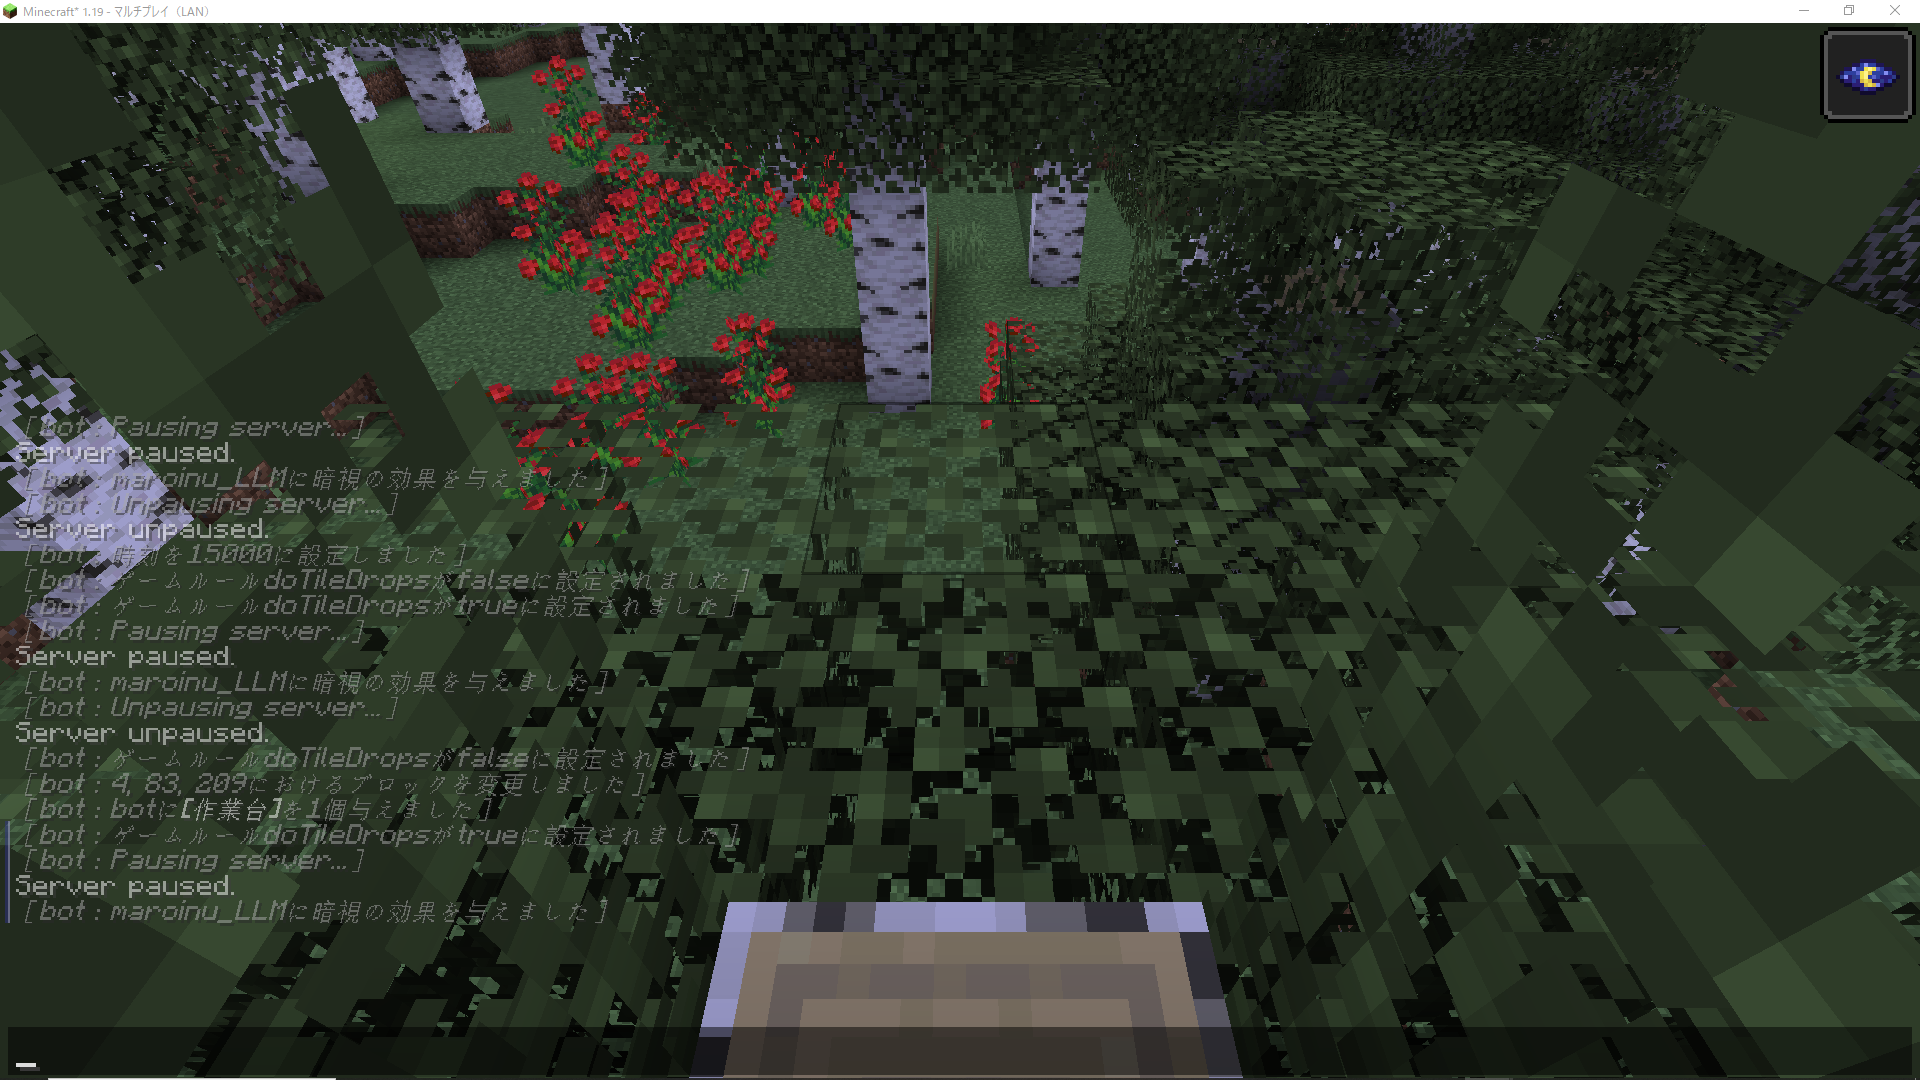 Minecraft* 1.19 - マルチプレイ（LAN）
[bot : Pausing server...]
Server paused.
[bot : maroinu_LLMに暗視の効果を与えました]
[bot : Unpausing server...]
Server unpaused.
[bot : 時刻を15000に設定しました]
[bot : ゲームルールdoTileDropsがfalseに設定されました]
[bot : ゲームルールdoTileDropsがtrueに設定されました]
[bot : Pausing server...]
Server paused.
[bot : maroinu_LLMに暗視の効果を与えました]
[bot : Unpausing server...]
Server unpaused.
[bot : ゲームルールdoTileDropsがfalseに設定されました]
[bot : 4, 83, 209におけるブロックを変更しました]
[bot : botに[作業台]を1個与えました]
[bot : ゲームルールdoTileDropsがtrueに設定されました]
[bot : Pausing server...]
Server paused.
[bot : maroinu_LLMに暗視の効果を与えました]